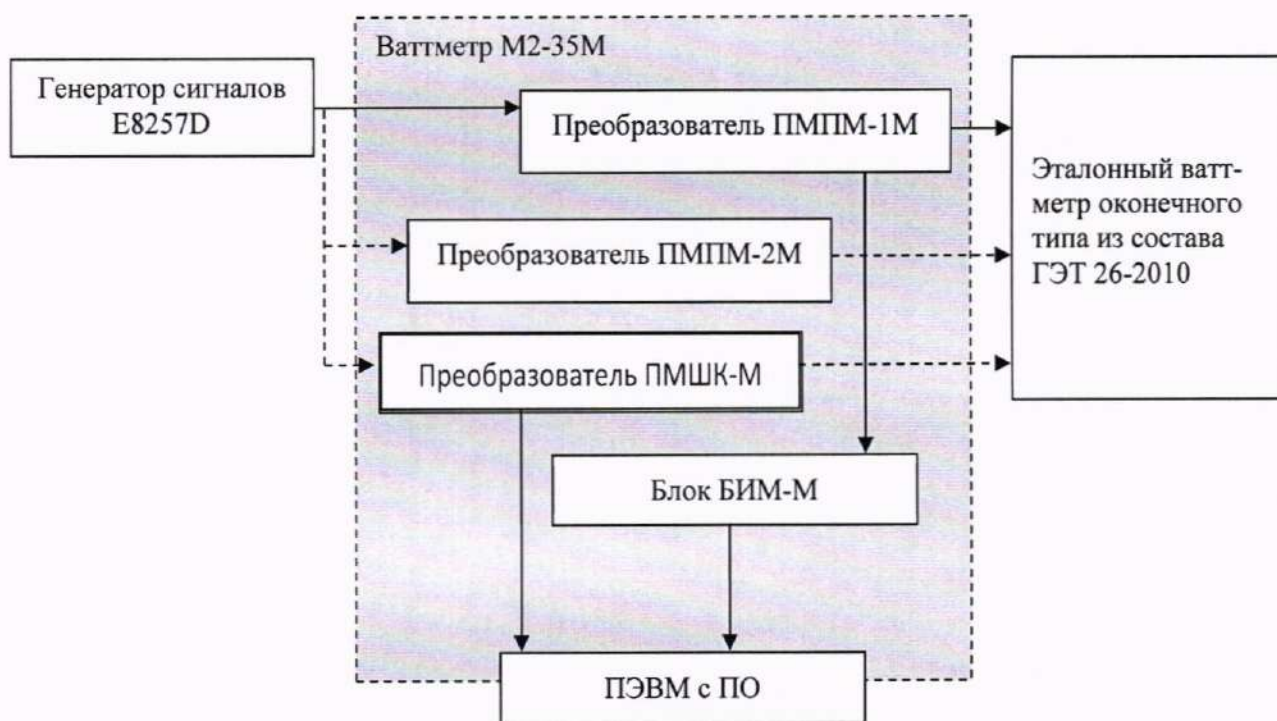 Ваттметр М2-35М
Генератор сигналов
E8257D
Преобразователь ПМПМ-1М
Эталонный ватт-
метр оконечного
типа из состава
ГЭТ 26-2010
Преобразователь ПМПМ-2М
Преобразователь ПМШК-М
Блок БИМ-М
ПЭВМ с ПО